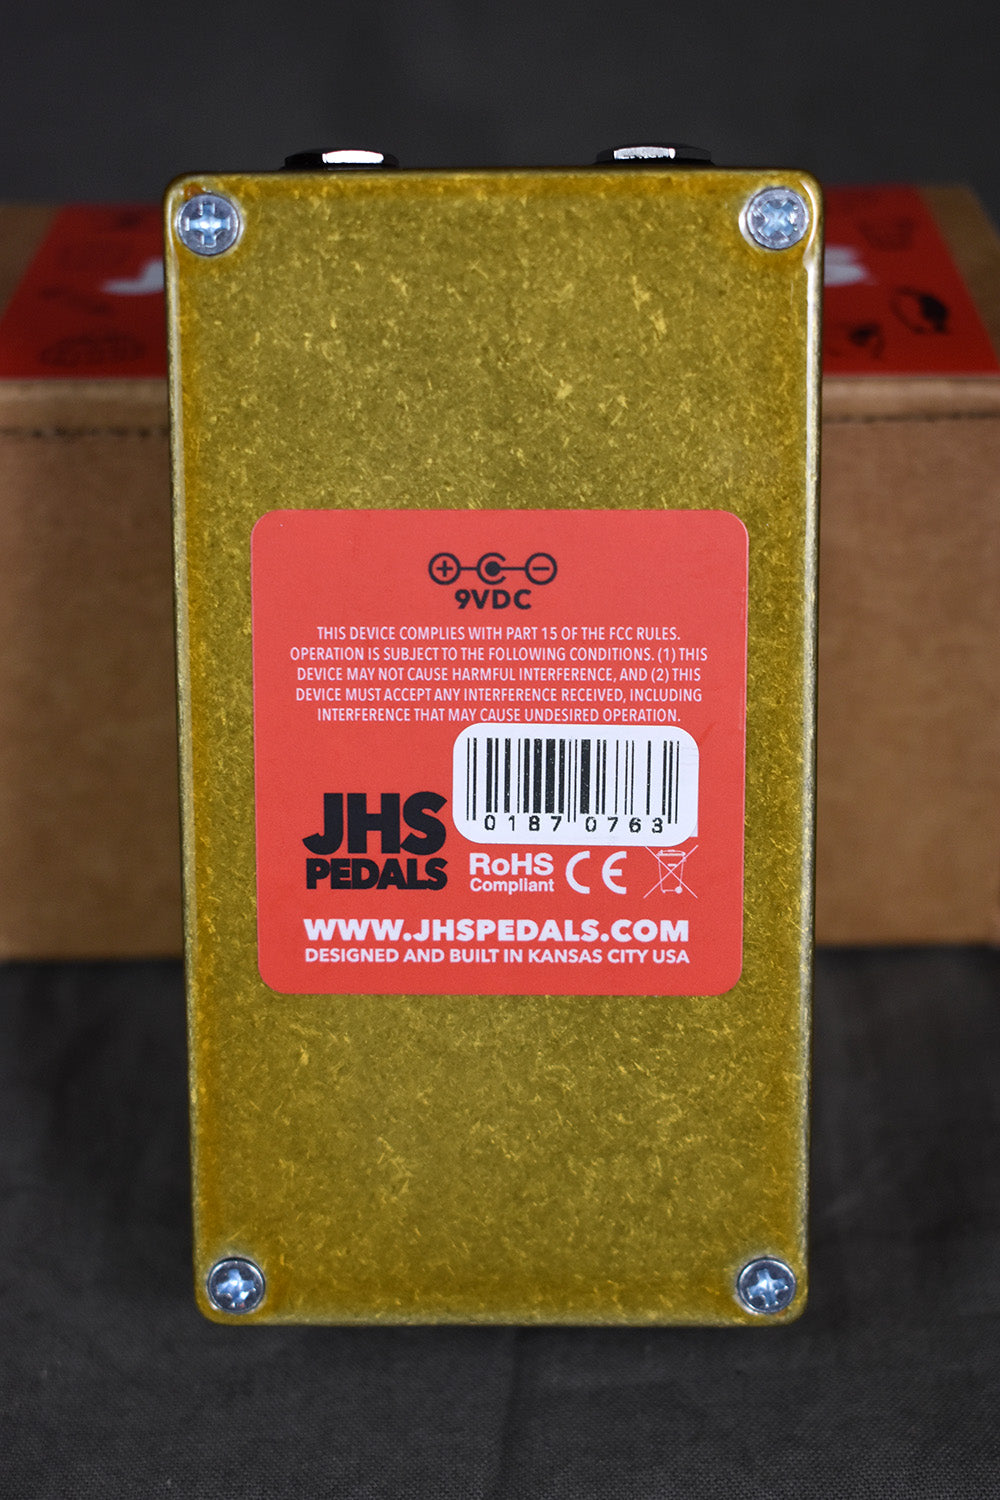 9VDC
THIS DEVICE COMPLIES WITH PART 15 OF THE FCC RULES.
OPERATION IS SUBJECT TO THE FOLLOWING CONDITIONS. (1) THIS
DEVICE MAY NOT CAUSE HARMFUL INTERFERENCE, AND (2) THIS
DEVICE MUST ACCEPT ANY INTERFERENCE RECEIVED, INCLUDING
INTERFERENCE THAT MAY CAUSE UNDESIRED OPERATION.
01870763
JHS
PEDALS
RoHS
Compliant
CE
WWW.JHSPEDALS.COM
DESIGNED AND BUILT IN KANSAS CITY USA